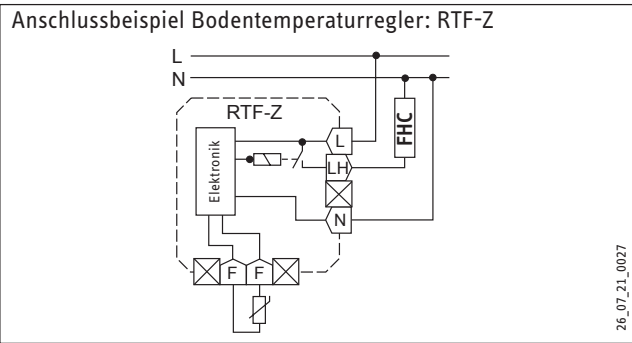 Anschlussbeispiel Bodentemperaturregler: RTF-Z
L
N
RTF-Z
Elektronik
L
LH
N
F F
FHC
26_07_21_0027